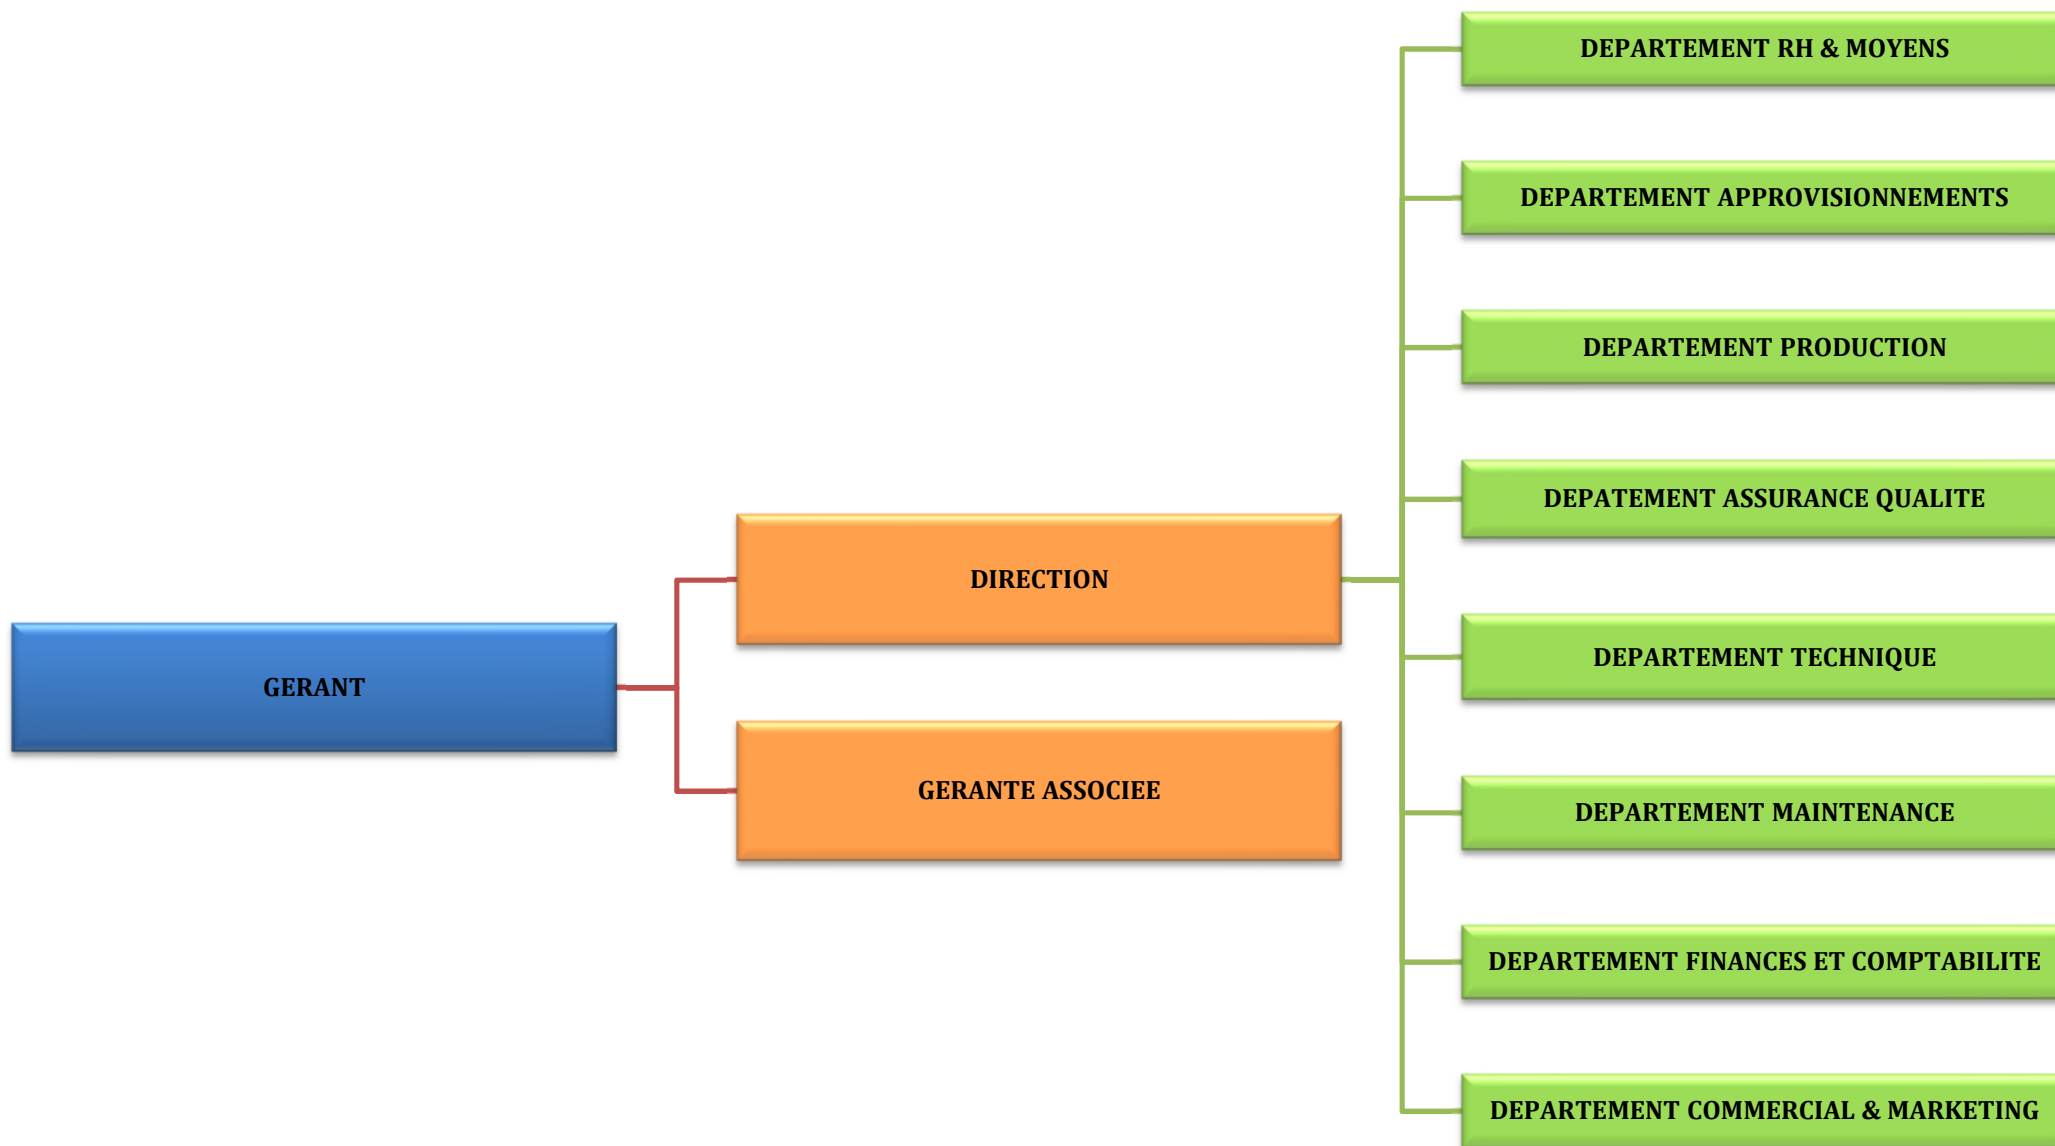 GERANT
DIRECTION
GERANTE ASSOCIEE
DEPARTEMENT RH & MOYENS
DEPARTEMENT APPROVISIONNEMENTS
DEPARTEMENT PRODUCTION
DEPATEMENT ASSURANCE QUALITE
DEPARTEMENT TECHNIQUE
DEPARTEMENT MAINTENANCE
DEPARTEMENT FINANCES ET COMPTABILITE
DEPARTEMENT COMMERCIAL & MARKETING